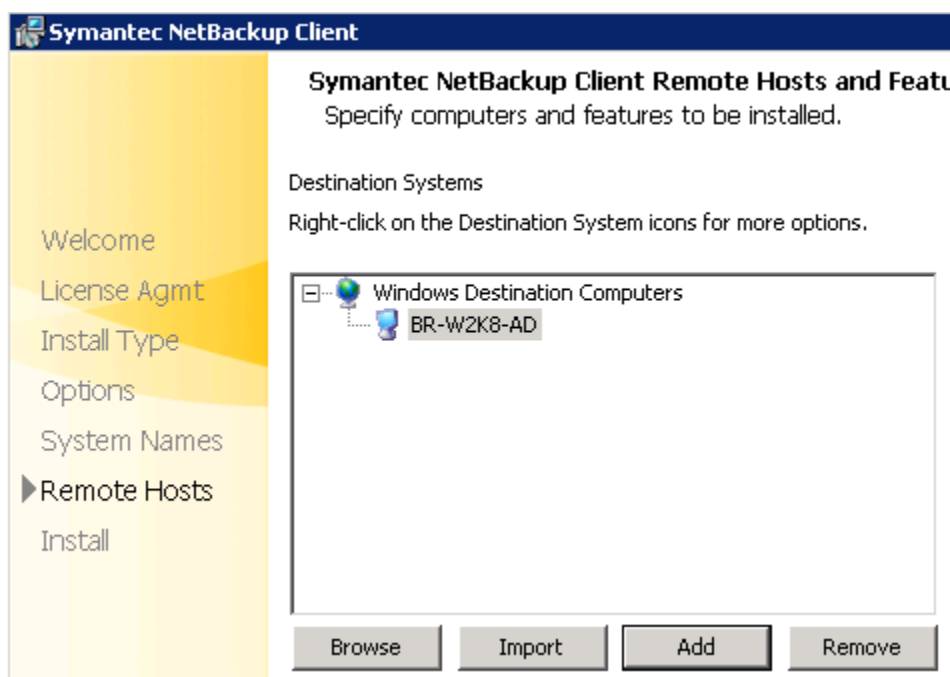 Symantec NetBackup Client
Symantec NetBackup Client Remote Hosts and Featu
Specify computers and features to be installed.
Destination Systems
Right-click on the Destination System icons for more options.
Welcome
License Agmt
Install Type
Options
System Names
Remote Hosts
Install
Windows Destination Computers
BR-W2K8-AD
Browse Import Add Remove